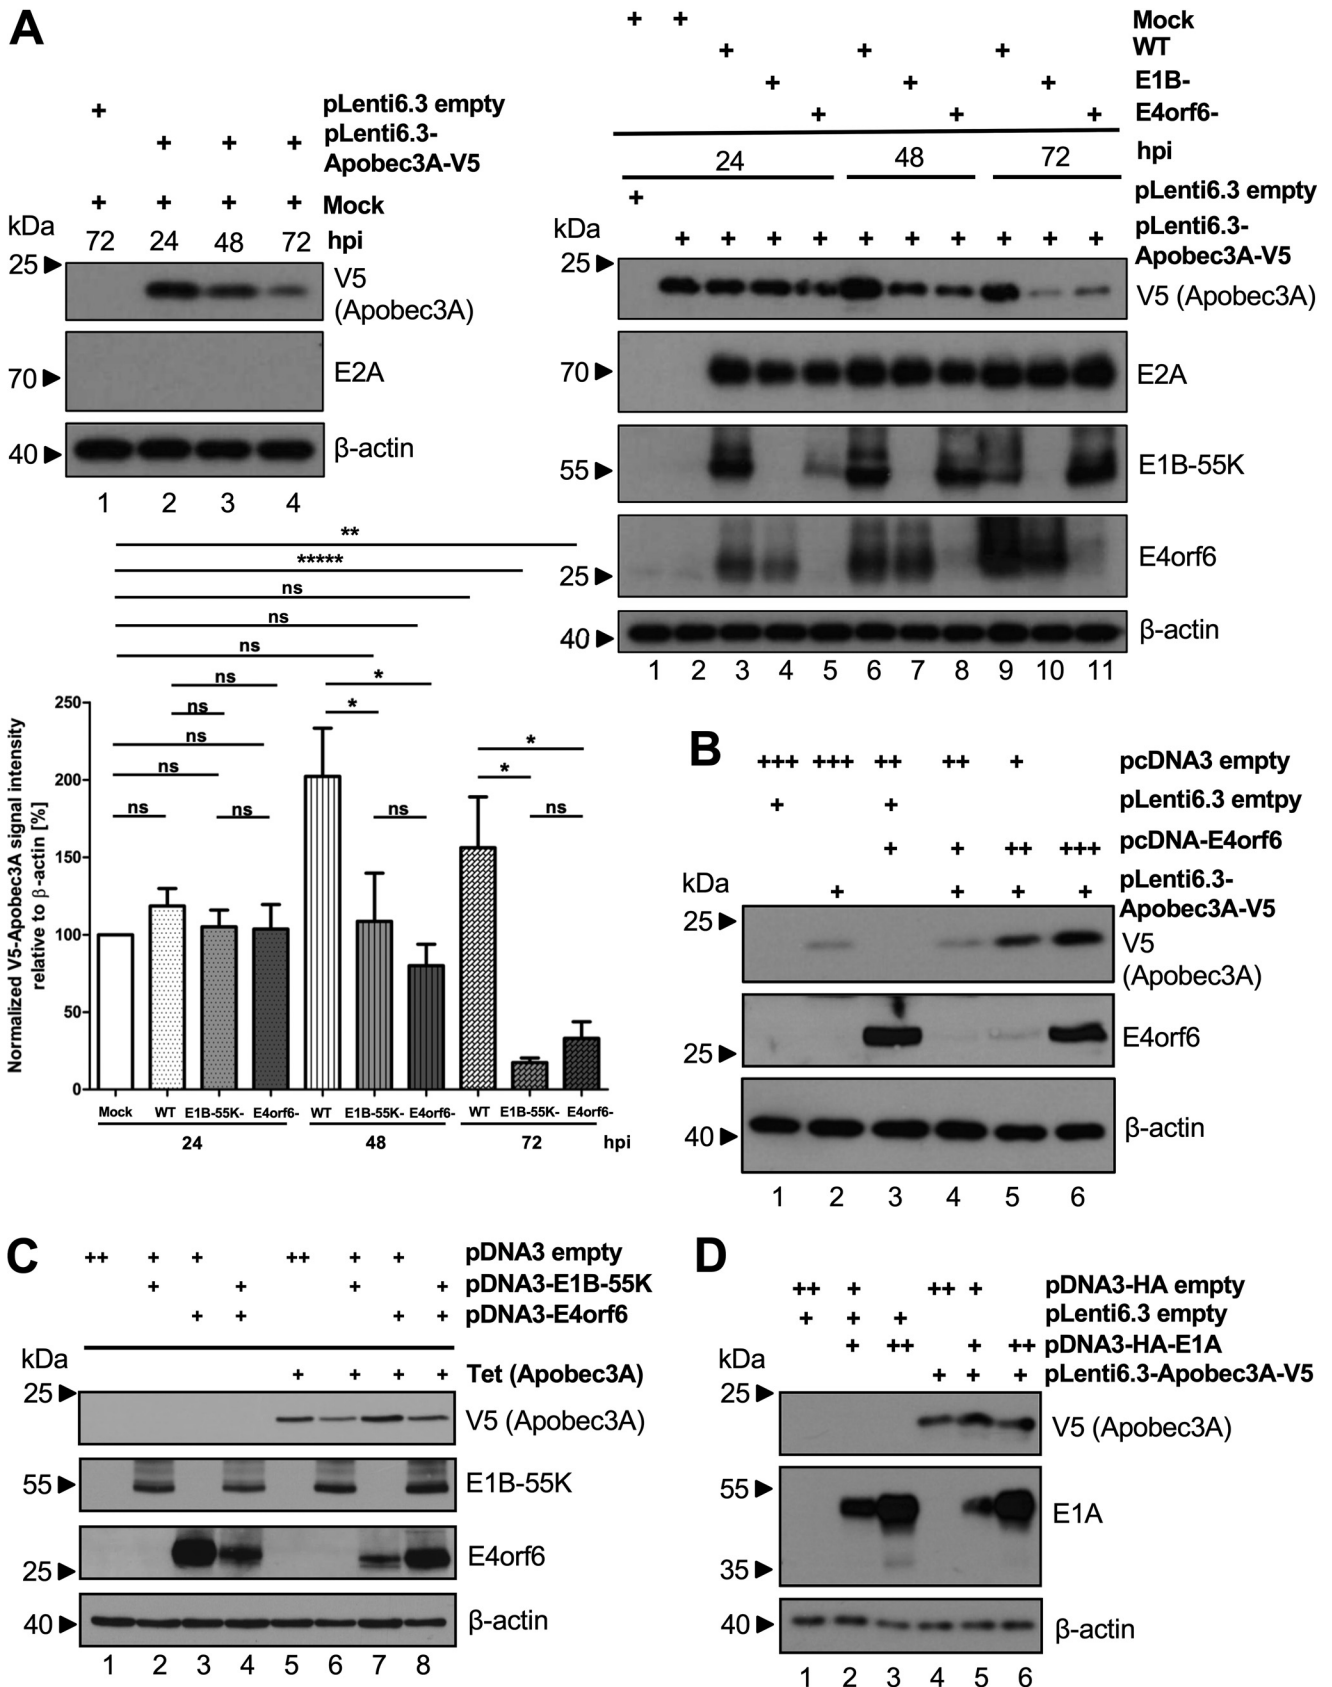 A
+
pLenti6.3 empty
+ + +
pLenti6.3-
Apobec3A-V5
+ + + +
Mock
kDa
72 24 48 72
hpi
25
V5
(Apobec3A)
70
E2A
40
β-actin
1 2 3 4
+ +
Mock
+ + +
WT
+ + +
E1B-
+ + +
E4orf6-
24 48 72
hpi
+
pLenti6.3 empty
kDa
+ + + + + + + + + +
pLenti6.3-
Apobec3A-V5
25
V5 (Apobec3A)
70
E2A
55
E1B-55K
25
E4orf6
40
β-actin
1 2 3 4 5 6 7 8 9 10 11
**
*****
ns
ns
ns
ns
*
ns
*
ns
*
ns
*
ns
ns
ns
ns
Normalized V5-Apobec3A signal intensity
relative to β-actin [%]
250
200
150
100
50
0
Mock WT E1B-55K- E4orf6- WT E1B-55K- E4orf6- WT E1B-55K- E4orf6-
24 48 72 hpi
B
+++ +++ ++ ++ +
pcDNA3 empty
+ +
pLenti6.3 emtpy
+ + ++ +++
pcDNA-E4orf6
kDa
+ + + +
pLenti6.3-
Apobec3A-V5
25
V5
(Apobec3A)
25
E4orf6
40
β-actin
1 2 3 4 5 6
C
++ + + ++ + +
pDNA3 empty
+ + + +
pDNA3-E1B-55K
+ + + +
pDNA3-E4orf6
kDa
+ + + +
Tet (Apobec3A)
25
V5 (Apobec3A)
55
E1B-55K
25
E4orf6
40
β-actin
1 2 3 4 5 6 7 8
D
++ + ++ +
pDNA3-HA empty
+ + +
pLenti6.3 empty
+ ++ + ++
pDNA3-HA-E1A
kDa
+ + +
pLenti6.3-Apobec3A-V5
25
V5 (Apobec3A)
55
E1A
35
40
β-actin
1 2 3 4 5 6